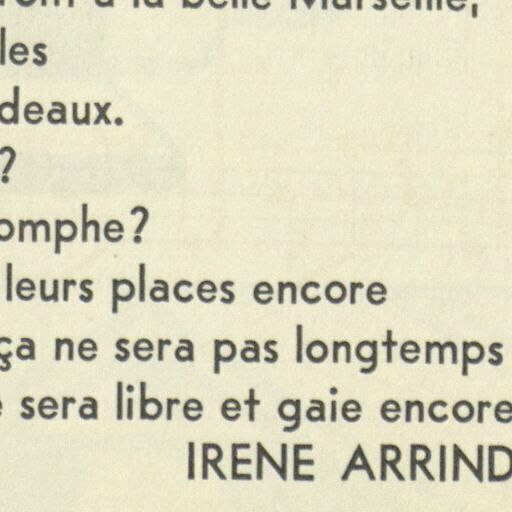 à la belle Marseille,
les
deaux.
?
omphe?
leurs places encore
ça ne sera pas longtemps
sera libre et gaie encore
IRENE ARRIND